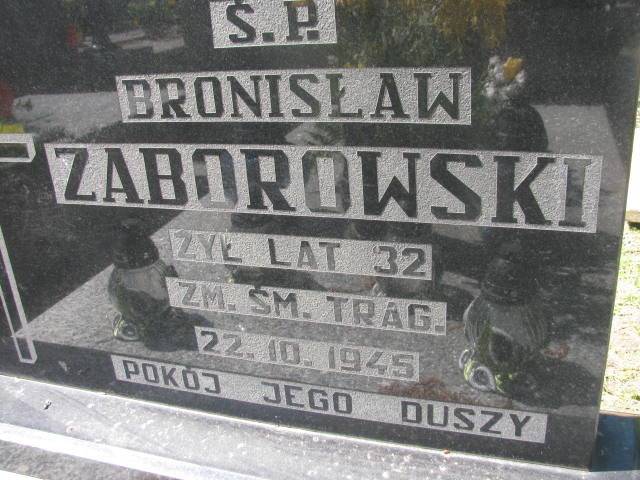 Ś.P.
BRONISŁAW
ZABOROWSKI
ŻYŁ LAT 32
ZM. ŚM. TRAG.
22.10.1945
POKÓJ JEGO DUSZY